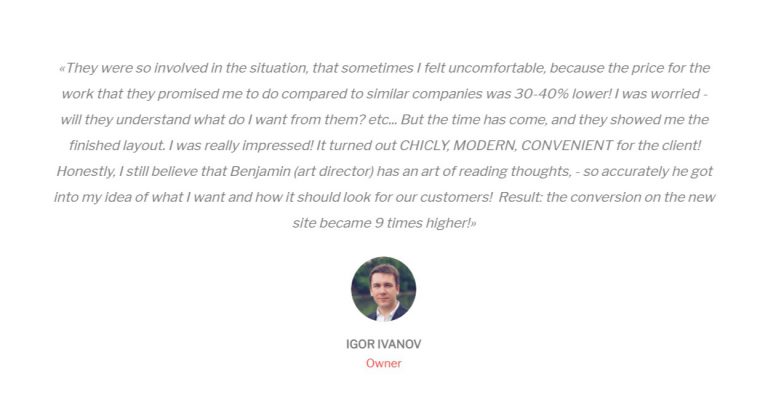 «They were so involved in the situation, that sometimes I felt uncomfortable, because the price for the
work that they promised me to do compared to similar companies was 30-40% lower! I was worried -
will they understand what do I want from them? etc... But the time has come, and they showed me the
finished layout. I was really impressed! It turned out CHICLY, MODERN, CONVENIENT for the client!
Honestly, I still believe that Benjamin (art director) has an art of reading thoughts, - so accurately he got
into my idea of what I want and how it should look for our customers!  Result: the conversion on the new
site became 9 times higher!»
IGOR IVANOV
Owner